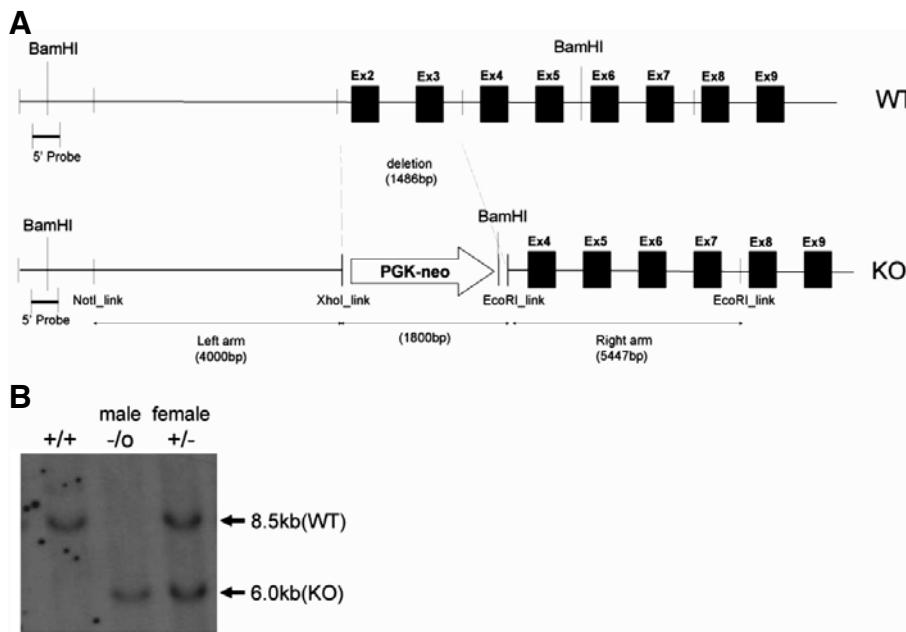 A
BamHI
BamHI
Ex2 Ex3 Ex4 Ex5 Ex6 Ex7 Ex8 Ex9
WT
5' Probe
deletion
(1486bp)
BamHI
BamHI
Ex4 Ex5 Ex6 Ex7 Ex8 Ex9
PGK-neo
KO
NotI_link
XhoI_link
EcoRI_link
EcoRI_link
5' Probe
Left arm
(4000bp)
(1800bp)
Right arm
(5447bp)
B
male female
+/+ -/o +/-
8.5kb(WT)
6.0kb(KO)